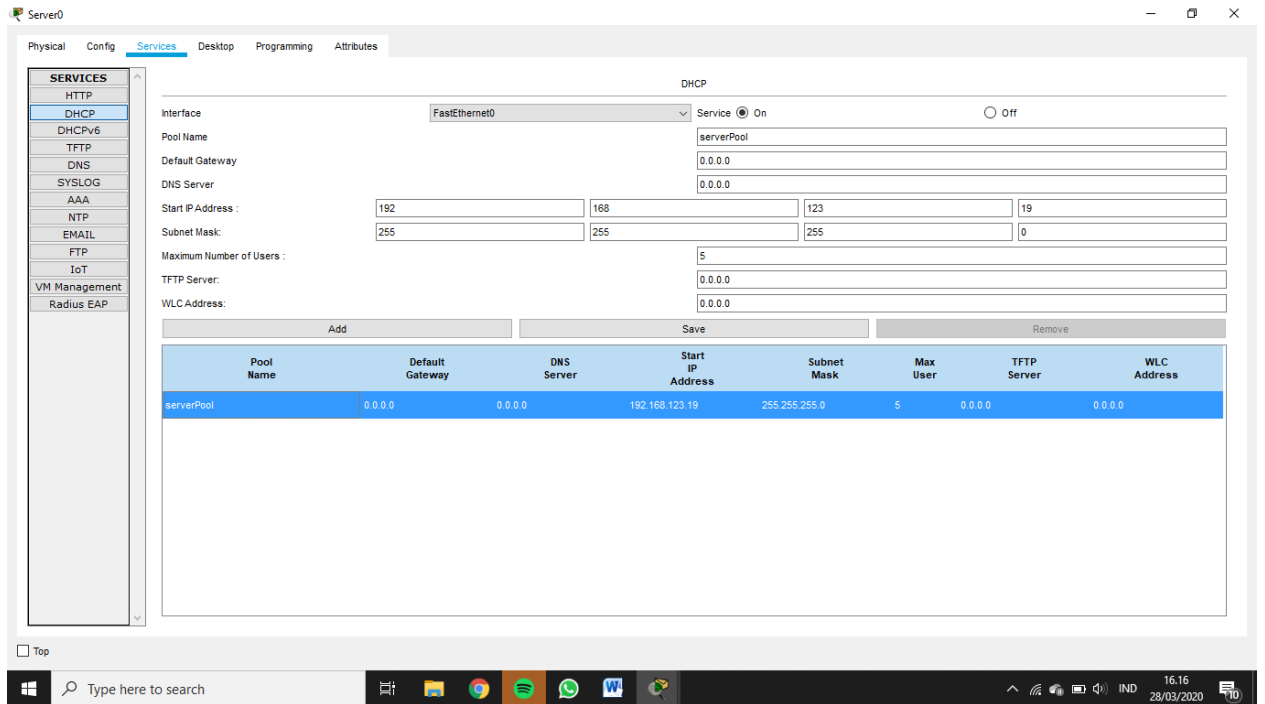 Server0
Physical Config Services Desktop Programming Attributes
SERVICES
HTTP
DHCP
DHCPv6
TFTP
DNS
SYSLOG
AAA
NTP
EMAIL
FTP
IoT
VM Management
Radius EAP
DHCP
Interface FastEthernet0 Service On Off
Pool Name serverPool
Default Gateway 0.0.0.0
DNS Server 0.0.0.0
Start IP Address : 192 168 123 19
Subnet Mask: 255 255 255 0
Maximum Number of Users : 5
TFTP Server: 0.0.0.0
WLC Address: 0.0.0.0
Add Save Remove
Pool Name Default Gateway DNS Server Start IP Address Subnet Mask Max User TFTP Server WLC Address
serverPool 0.0.0.0 0.0.0.0 192.168.123.19 255.255.255.0 5 0.0.0.0 0.0.0.0
Top
Type here to search
W
IND
16.16
28/03/2020
10